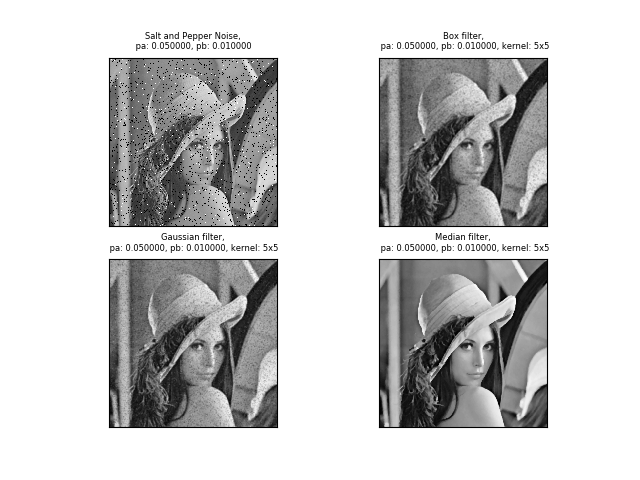 Salt and Pepper Noise,
pa: 0.050000, pb: 0.010000
Box filter,
pa: 0.050000, pb: 0.010000, kernel: 5x5
Gaussian filter,
pa: 0.050000, pb: 0.010000, kernel: 5x5
Median filter,
pa: 0.050000, pb: 0.010000, kernel: 5x5